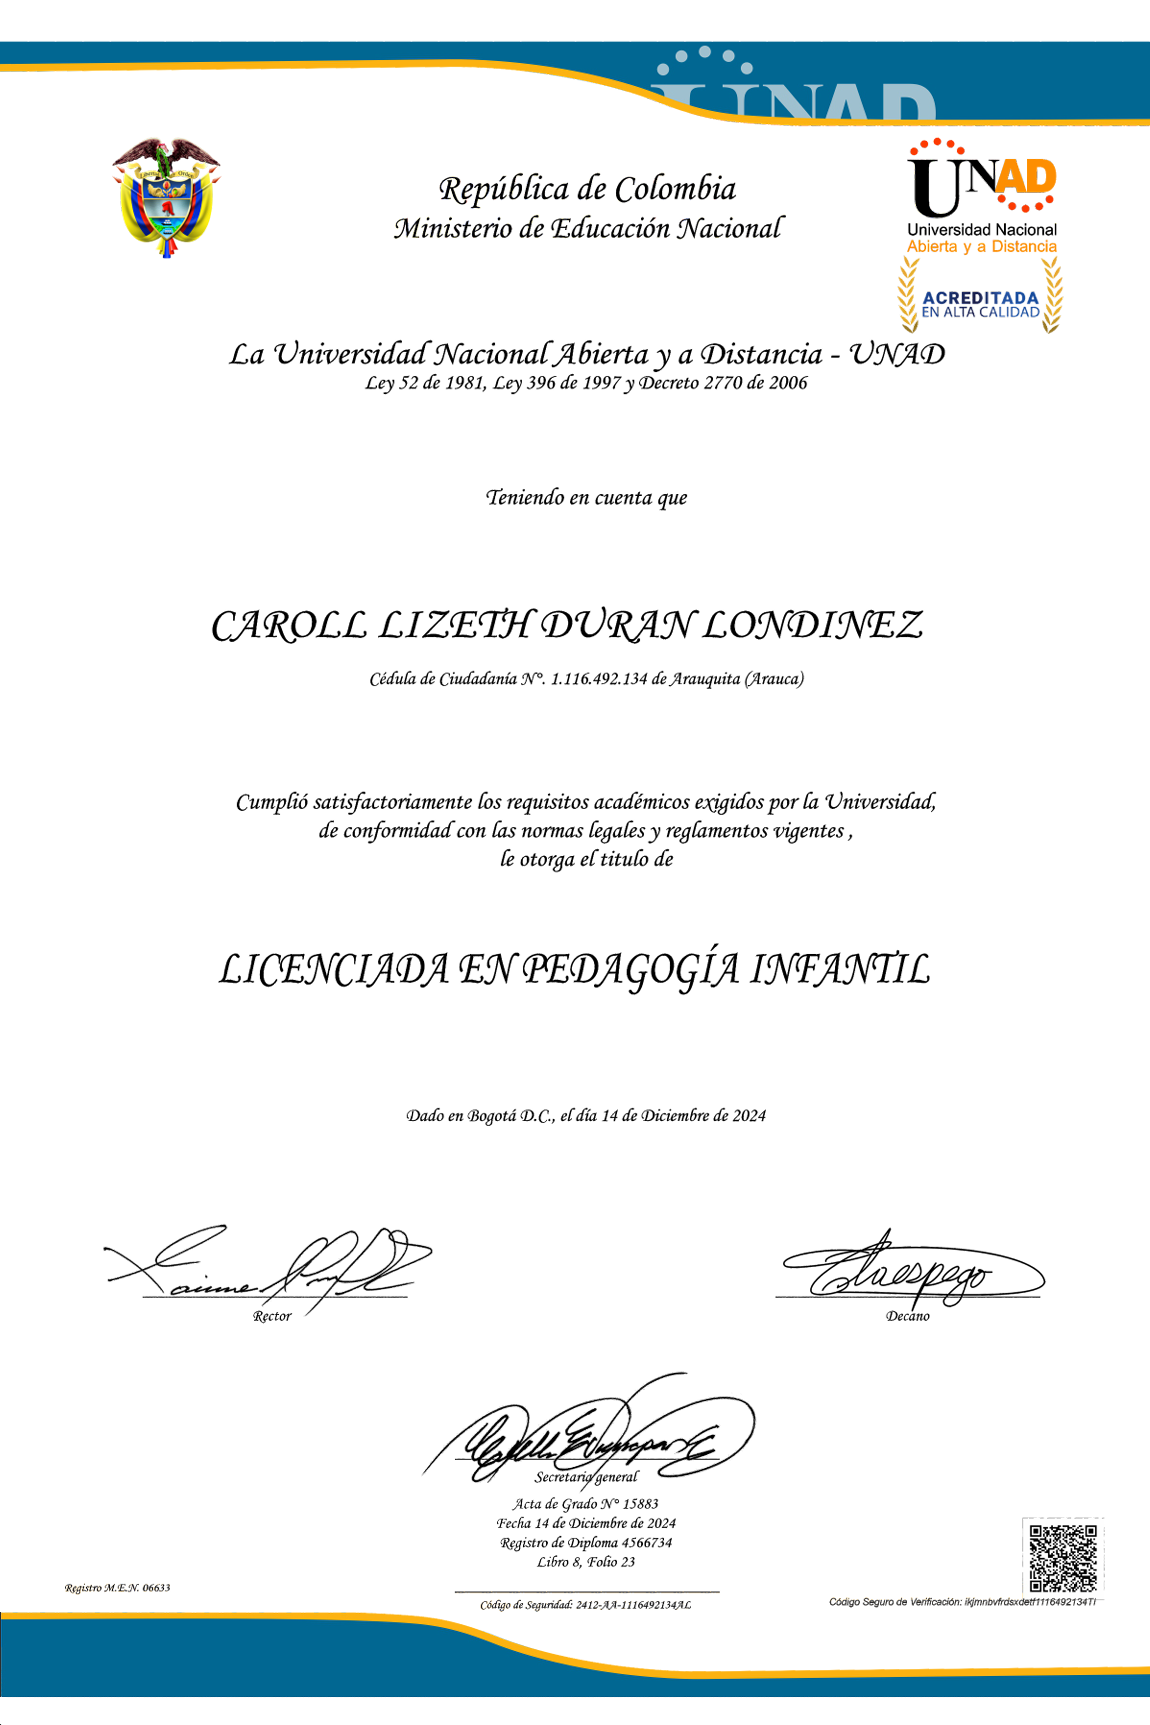 UNAD
República de Colombia
Ministerio de Educación Nacional
Libertad y Orden
UNAD
Universidad Nacional
Abierta y a Distancia
ACREDITADA
EN ALTA CALIDAD
La Universidad Nacional Abierta y a Distancia - UNAD
Ley 52 de 1981, Ley 396 de 1997 y Decreto 2770 de 2006
Teniendo en cuenta que
CAROLL LIZETH DURAN LONDINEZ
Cédula de Ciudadanía N°. 1.116.492.134 de Arauquita (Arauca)
Cumplió satisfactoriamente los requisitos académicos exigidos por la Universidad,
de conformidad con las normas legales y reglamentos vigentes ,
le otorga el titulo de
LICENCIADA EN PEDAGOGÍA INFANTIL
Dado en Bogotá D.C., el día 14 de Diciembre de 2024
Rector
Decano
Secretario general
Acta de Grado N° 15883
Fecha 14 de Diciembre de 2024
Registro de Diploma 4566734
Libro 8, Folio 23
Registro M.E.N. 06633
Código de Seguridad: 2412-AA-1116492134AL
Código Seguro de Verificación: ikjmnbvfrdsxdetf1116492134TI